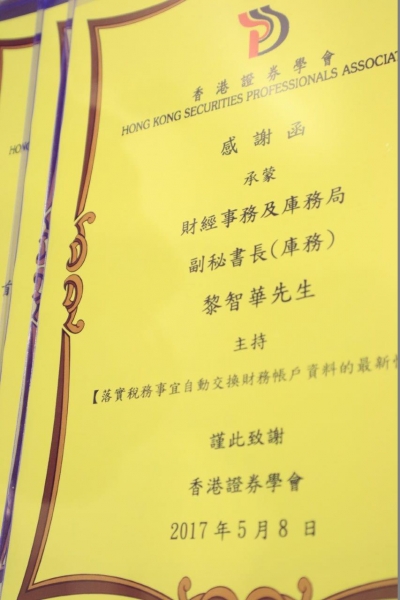 香港證券學會
HONG KONG SECURITIES PROFESSIONALS ASSOCIAT
感謝函
承蒙
財經事務及庫務局
副秘書長(庫務)
黎智華先生
主持
【落實稅務事宜自動交換財務帳戶資料的最新
謹此致謝
香港證券學會
2017年5月8日